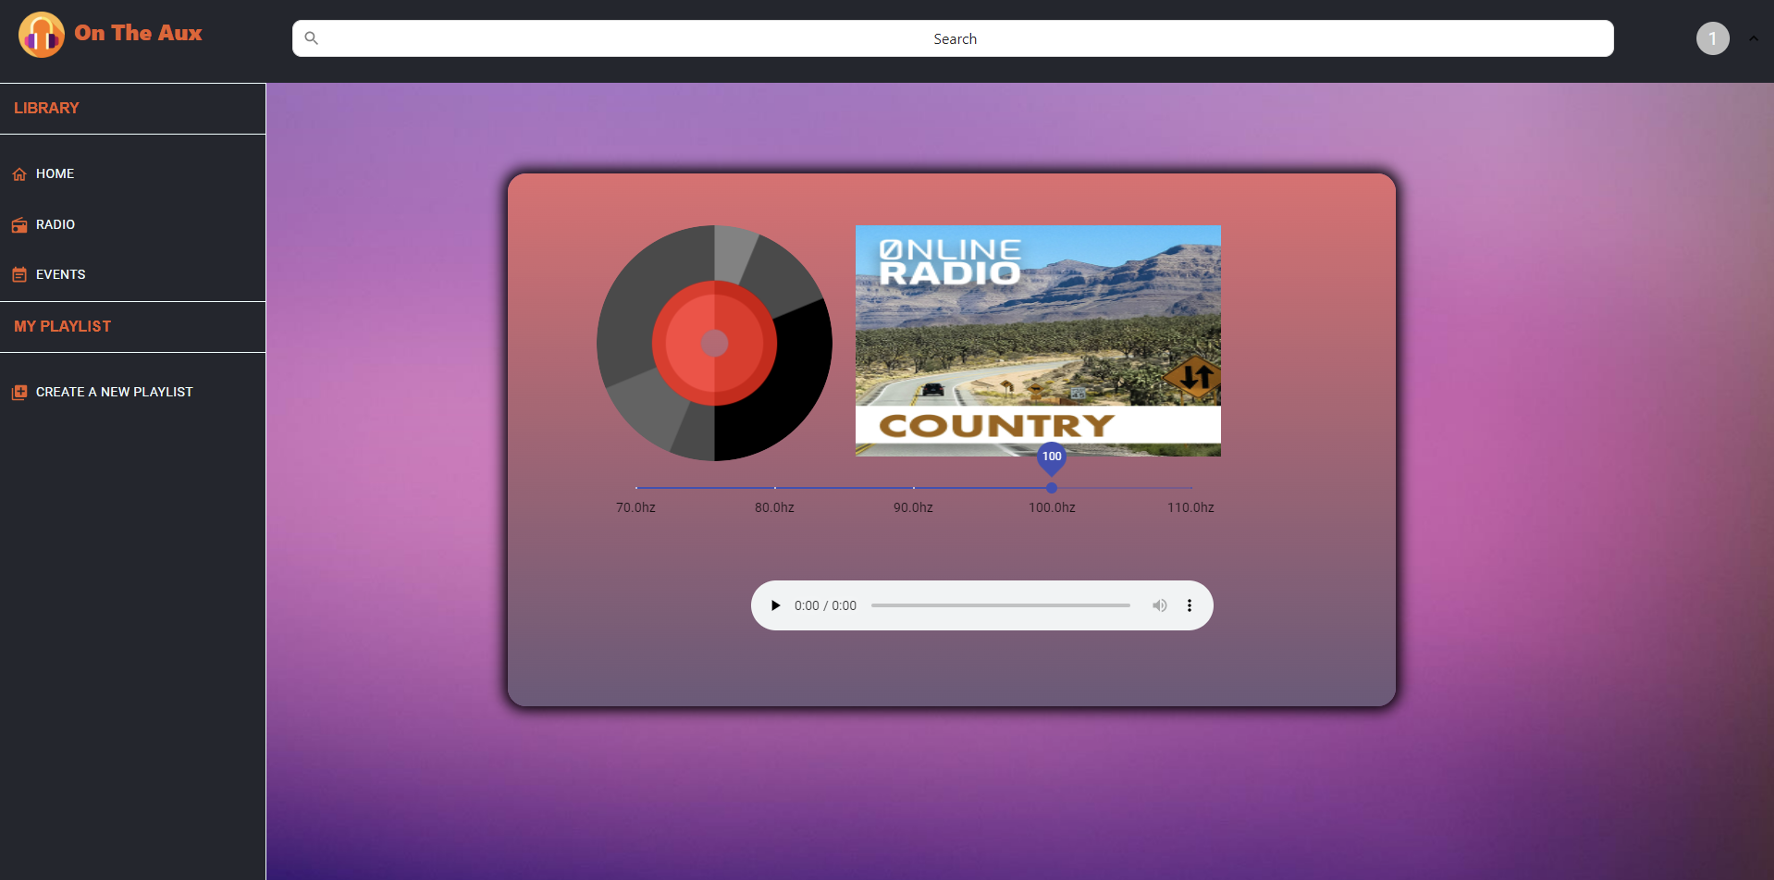 On The Aux
Search
1
LIBRARY
HOME
RADIO
EVENTS
MY PLAYLIST
CREATE A NEW PLAYLIST
ØNLINE
RADIO
COUNTRY
100
70.0hz 80.0hz 90.0hz 100.0hz 110.0hz
0:00 / 0:00